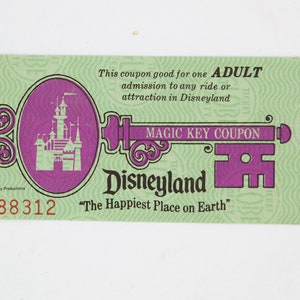 This coupon good for one ADULT
admission to any ride or
attraction in Disneyland
MAGIC KEY COUPON
Disneyland
"The Happiest Place on Earth"
Productions
88312